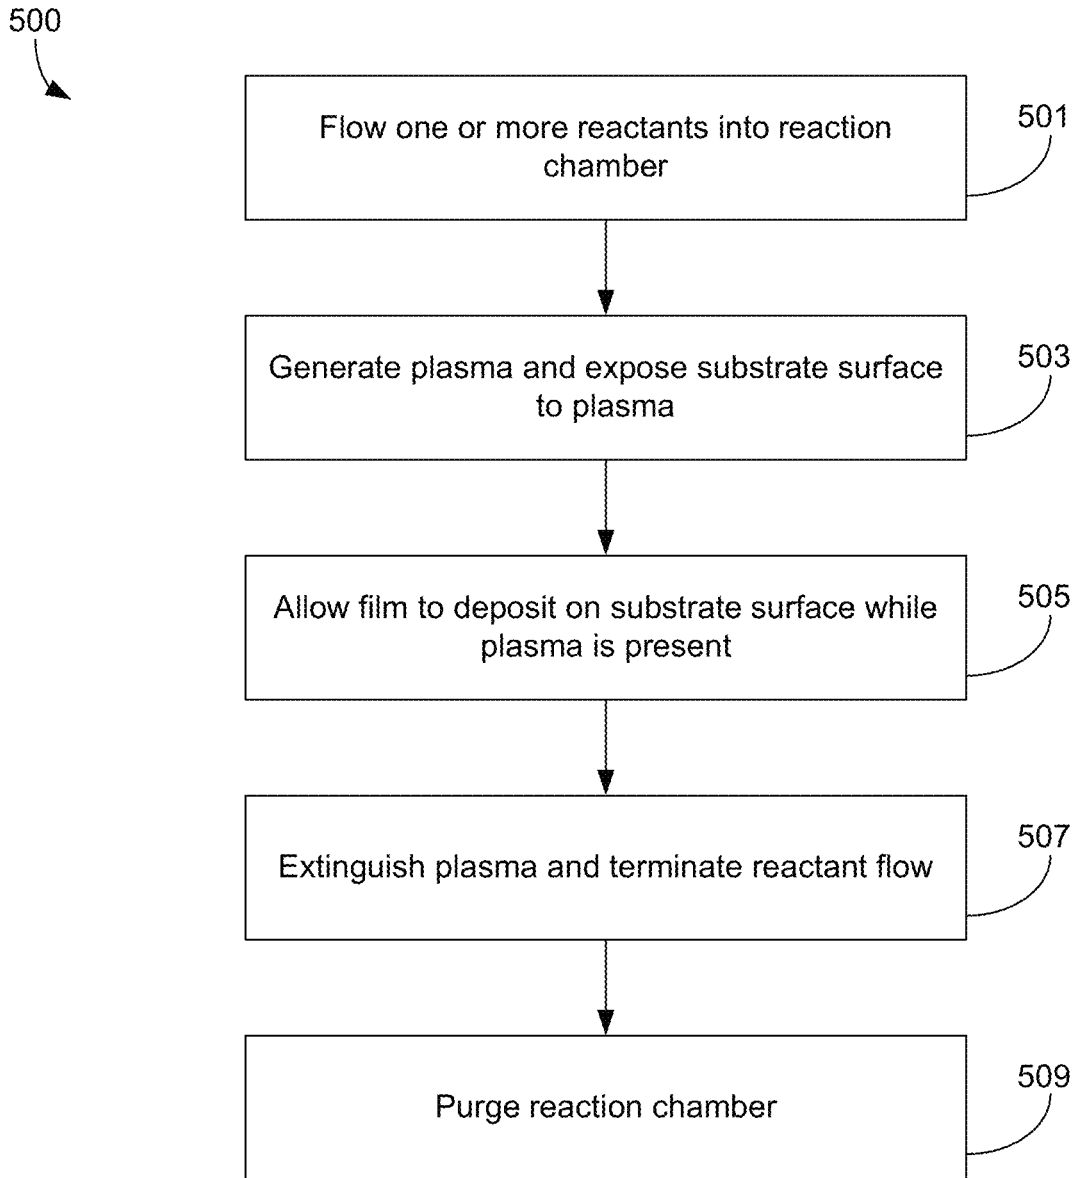 500
Flow one or more reactants into reaction
chamber
501
Generate plasma and expose substrate surface
to plasma
503
Allow film to deposit on substrate surface while
plasma is present
505
Extinguish plasma and terminate reactant flow
507
Purge reaction chamber
509